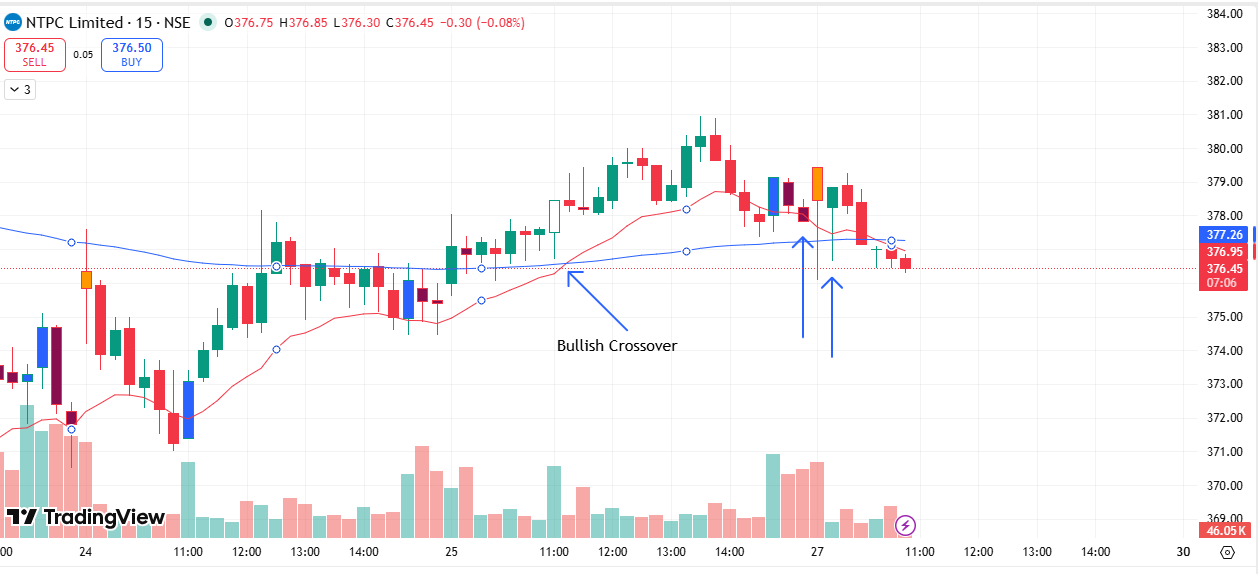 NTPC NTPC Limited · 15 · NSE O376.75 H376.85 L376.30 C376.45 −0.30 (−0.08%)
376.45 0.05 376.50
SELL BUY
3
384.00
383.00
382.00
381.00
380.00
379.00
378.00
377.26
376.95
376.45
07:06
375.00
374.00
373.00
372.00
371.00
370.00
369.00
46.05K
Bullish Crossover
TradingView
:00 24 11:00 12:00 13:00 14:00 25 11:00 12:00 13:00 14:00 27 11:00 12:00 13:00 14:00 30